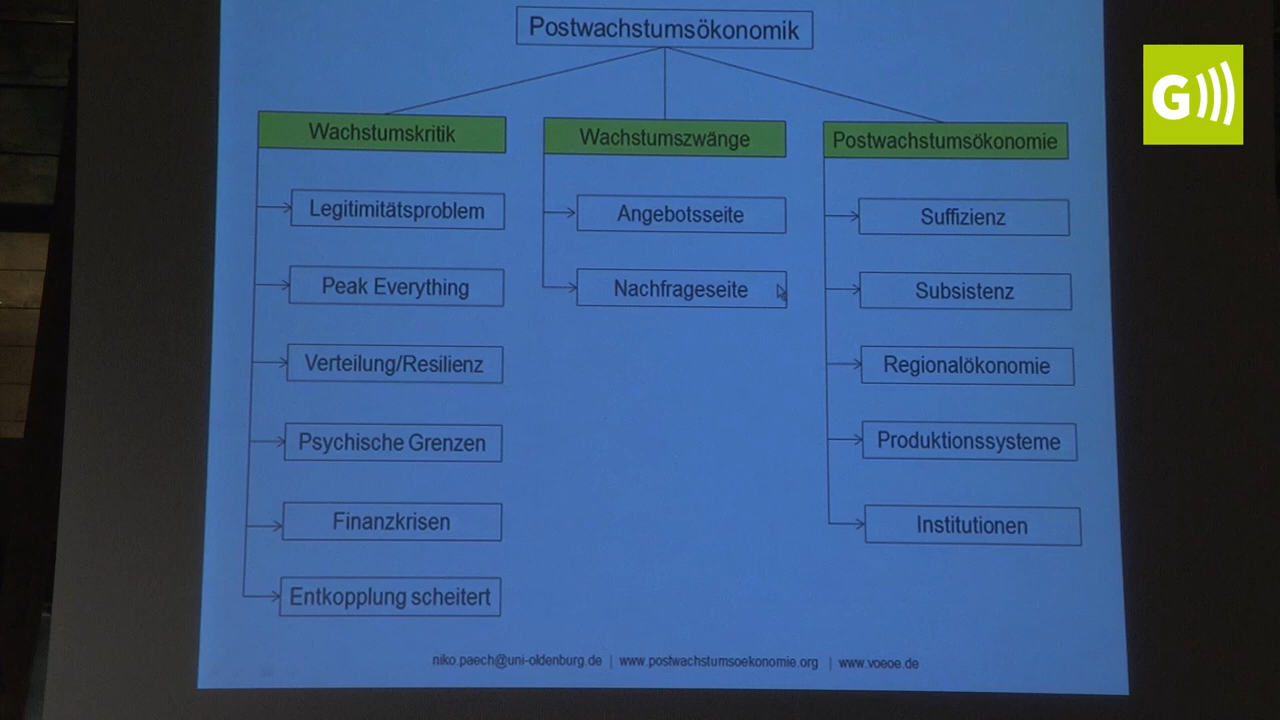 Postwachstumsökonomik
Wachstumskritik
Legitimitätsproblem
Peak Everything
Verteilung/Resilienz
Psychische Grenzen
Finanzkrisen
Entkopplung scheitert
Wachstumszwänge
Angebotsseite
Nachfrageseite
Postwachstumsökonomie
Suffizienz
Subsistenz
Regionalökonomie
Produktionssysteme
Institutionen
niko.paech@uni-oldenburg.de | www.postwachstumsoekonomie.org | www.voeoe.de
G